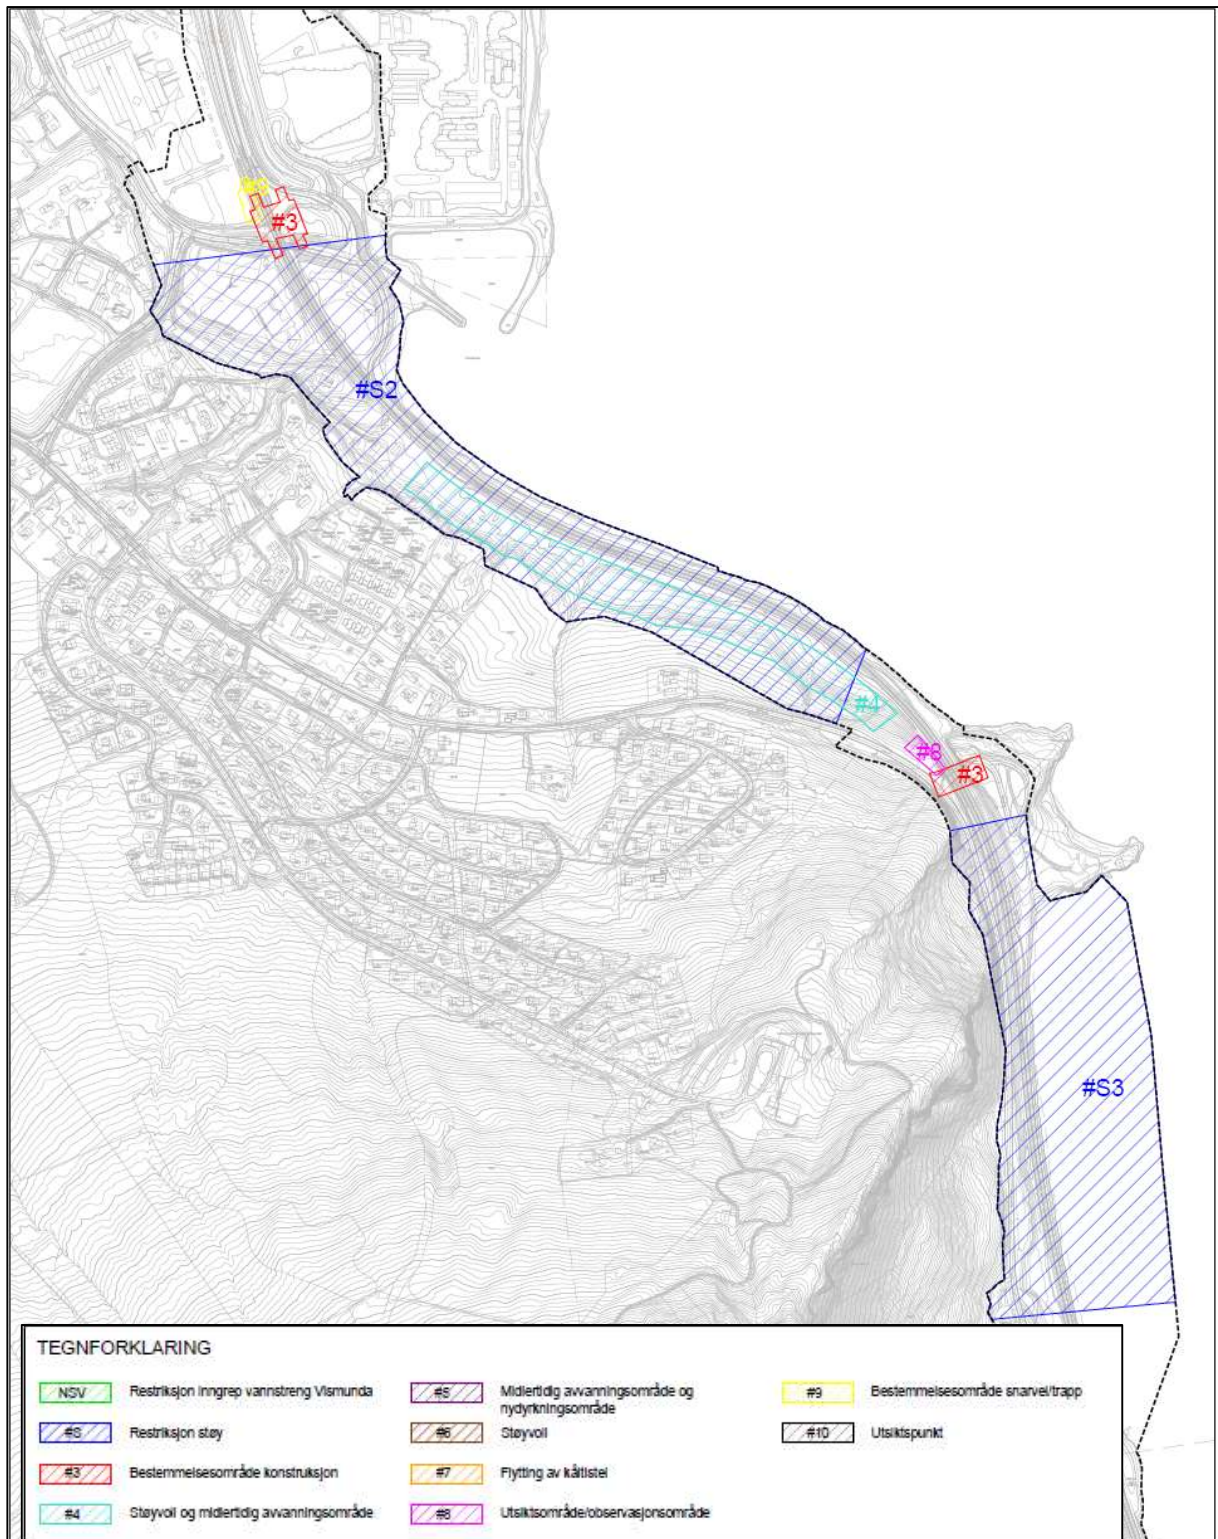 #9
#3
#S2
#4
#8
#3
#S3
TEGNFORKLARING
NSV Restriksjon inngrep vannstreng Vismunda
#S Restriksjon støy
#3 Bestemmelsesområde konstruksjon
#4 Støyvoll og midlertidig avvanningsområde
#5 Midlertidig avvanningsområde og
nydyrkningsområde
#6 Støyvoll
#7 Flytting av kåltistel
#8 Utsiktsområde/observasjonsområde
#9 Bestemmelsesområde snarvei/trapp
#10 Utsiktspunkt